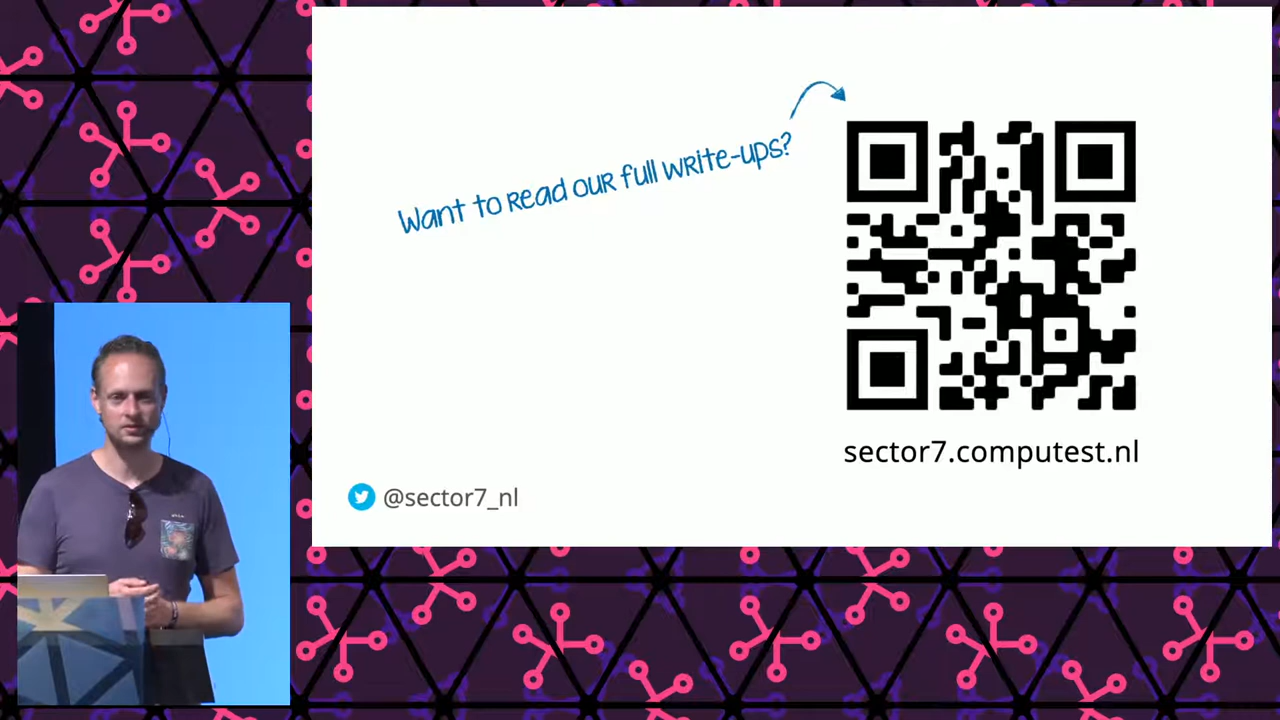 Want to read our full write-ups?
sector7.computest.nl
@sector7_nl